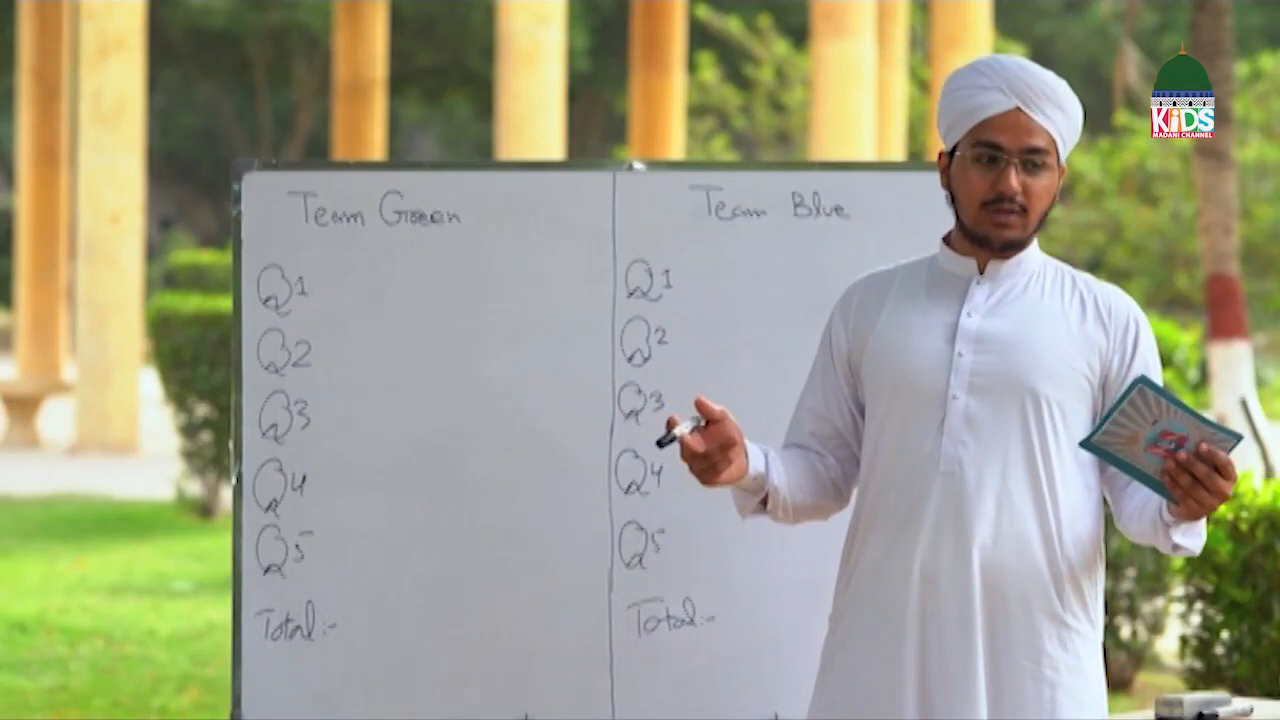 Team Green
Q1
Q2
Q3
Q4
Q5
Total:-
Team Blue
Q1
Q2
Q3
Q4
Q5
Total:-
KiDS
MADANI CHANNEL